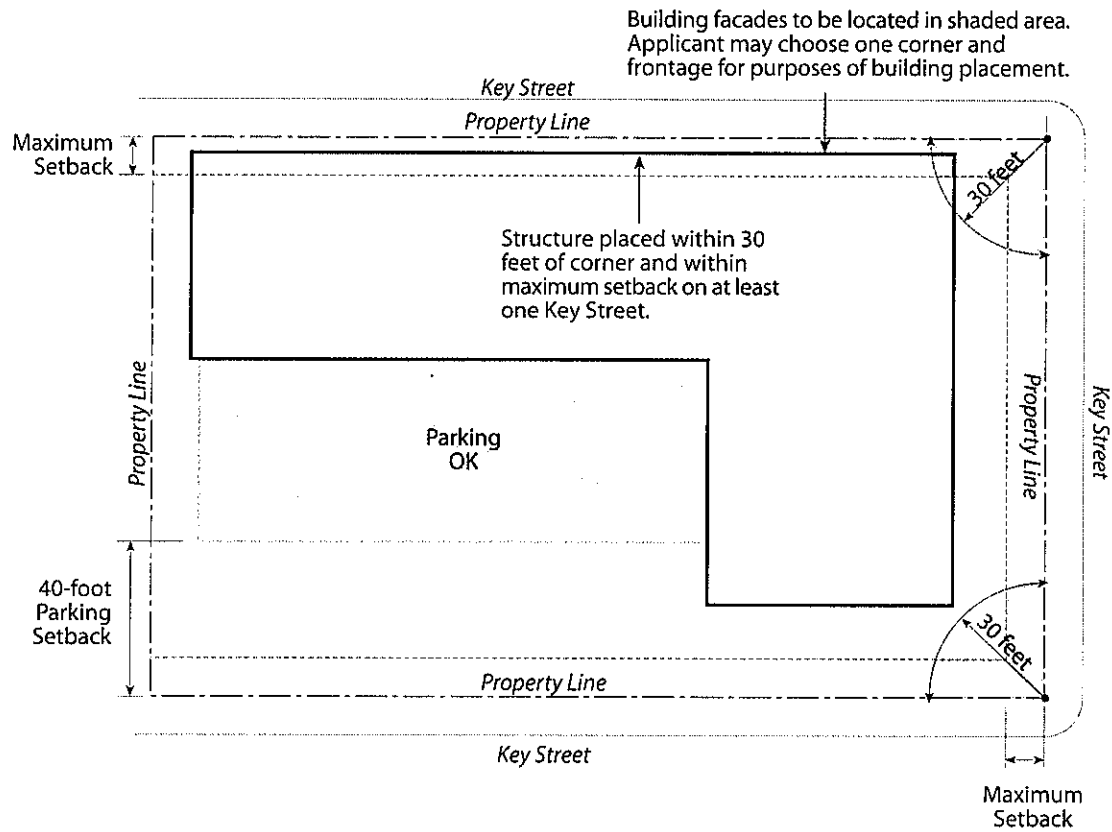 Building facades to be located in shaded area.
Applicant may choose one corner and
frontage for purposes of building placement.
Key Street
Property Line
Maximum
Setback
30 feet
Structure placed within 30
feet of corner and within
maximum setback on at least
one Key Street.
Property Line
Parking
OK
Property Line
Key Street
40-foot
Parking
Setback
30 feet
Property Line
Key Street
Maximum
Setback